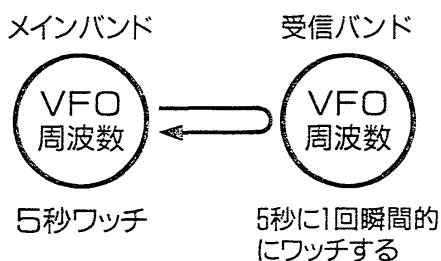 メインバンド
受信バンド
VFO
周波数
VFO
周波数
5秒ワッチ
5秒に1回瞬間的
にワッチする